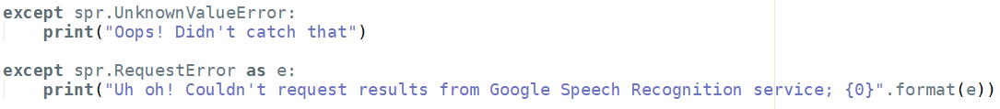 except spr.UnknownValueError:
    print("Oops! Didn't catch that")
except spr.RequestError as e:
    print("Uh oh! Couldn't request results from Google Speech Recognition service; {0}".format(e))